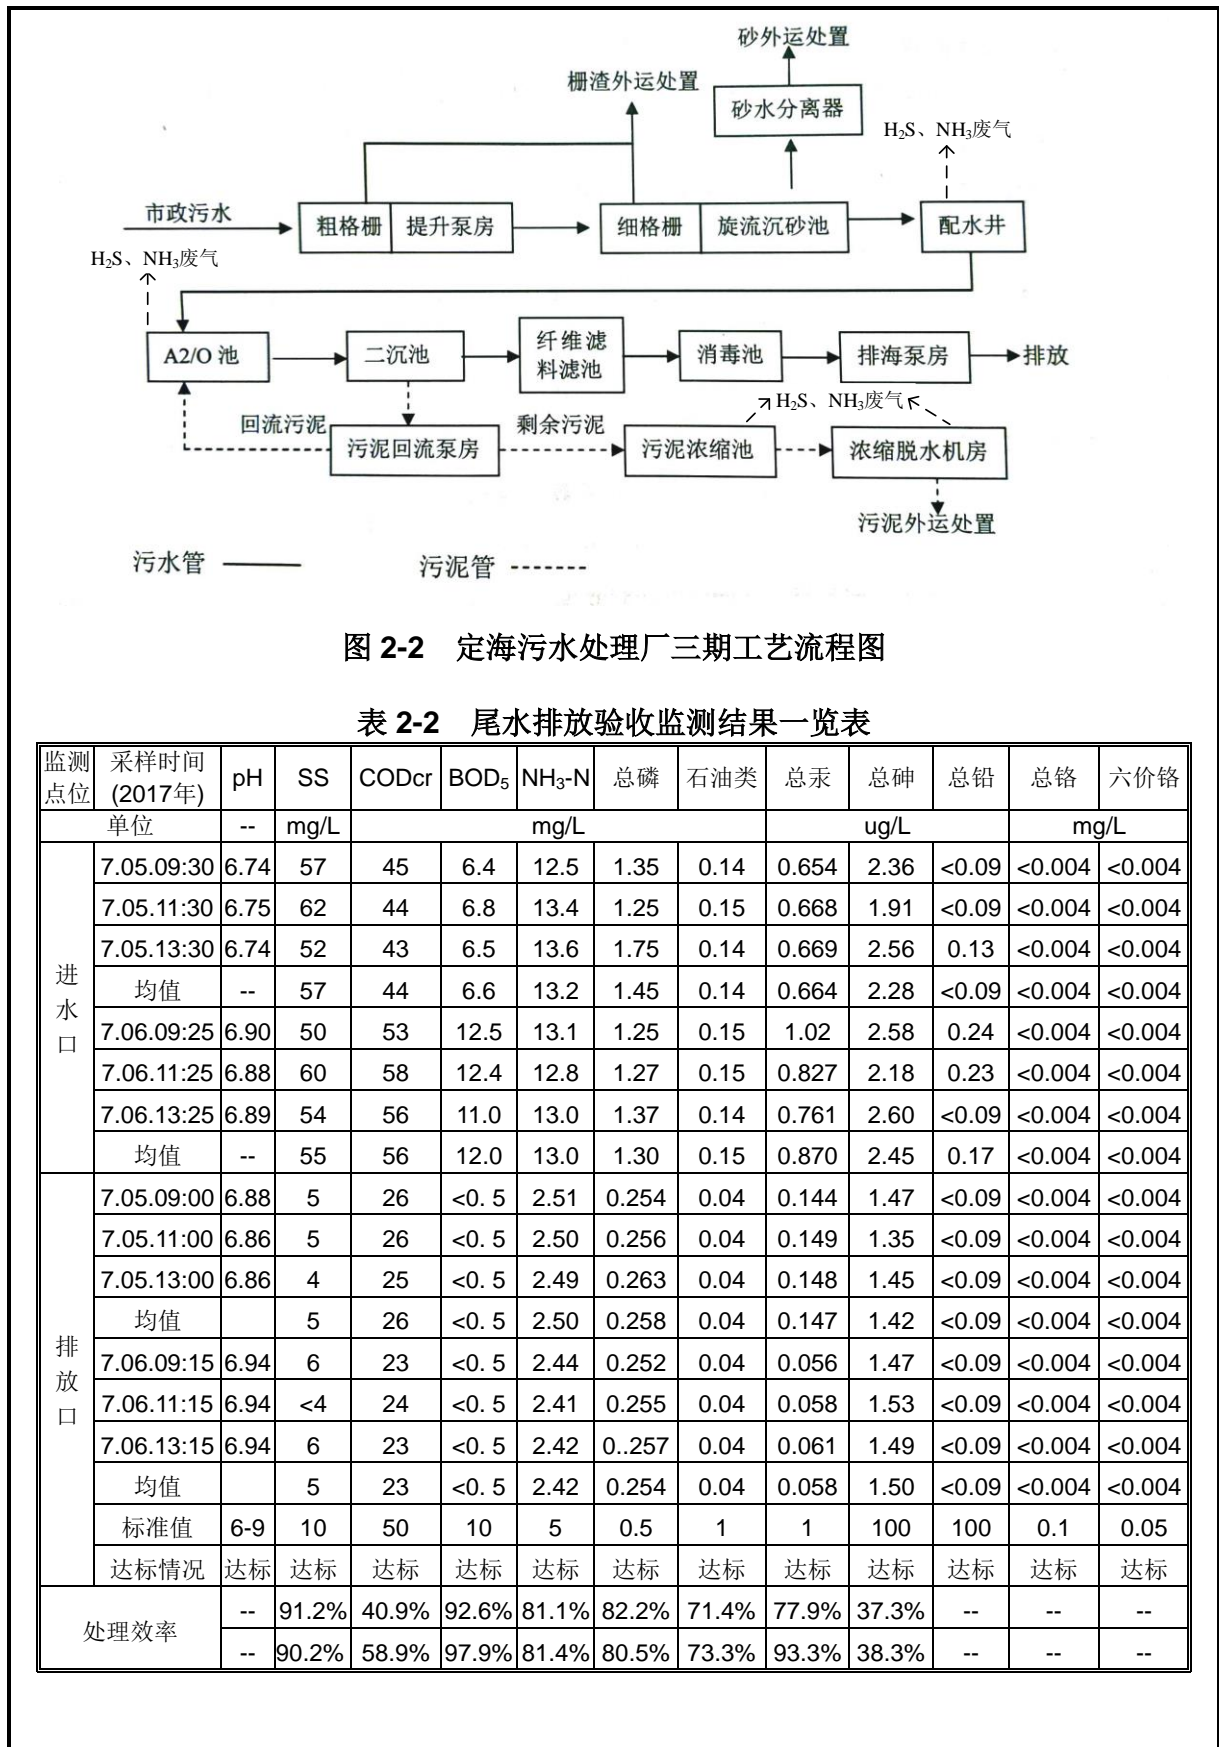 砂外运处置
栅渣外运处置
砂水分离器
H₂S、NH₃废气
市政污水
粗格栅 提升泵房
细格栅 旋流沉砂池
配水井
H₂S、NH₃废气
A2/O 池
二沉池
纤维滤
料滤池
消毒池
排海泵房
排放
H₂S、NH₃废气
回流污泥
剩余污泥
污泥回流泵房
污泥浓缩池
浓缩脱水机房
污泥外运处置
污水管
污泥管
图 2-2 定海污水处理厂三期工艺流程图
表 2-2 尾水排放验收监测结果一览表
监测点位 采样时间(2017年) pH SS CODcr BOD₅ NH₃-N 总磷 石油类 总汞 总砷 总铅 总铬 六价铬
单位 -- mg/L mg/L ug/L mg/L
进水口
7.05.09:30 6.74 57 45 6.4 12.5 1.35 0.14 0.654 2.36 <0.09 <0.004 <0.004
7.05.11:30 6.75 62 44 6.8 13.4 1.25 0.15 0.668 1.91 <0.09 <0.004 <0.004
7.05.13:30 6.74 52 43 6.5 13.6 1.75 0.14 0.669 2.56 0.13 <0.004 <0.004
均值 -- 57 44 6.6 13.2 1.45 0.14 0.664 2.28 <0.09 <0.004 <0.004
7.06.09:25 6.90 50 53 12.5 13.1 1.25 0.15 1.02 2.58 0.24 <0.004 <0.004
7.06.11:25 6.88 60 58 12.4 12.8 1.27 0.15 0.827 2.18 0.23 <0.004 <0.004
7.06.13:25 6.89 54 56 11.0 13.0 1.37 0.14 0.761 2.60 <0.09 <0.004 <0.004
均值 -- 55 56 12.0 13.0 1.30 0.15 0.870 2.45 0.17 <0.004 <0.004
排放口
7.05.09:00 6.88 5 26 <0. 5 2.51 0.254 0.04 0.144 1.47 <0.09 <0.004 <0.004
7.05.11:00 6.86 5 26 <0. 5 2.50 0.256 0.04 0.149 1.35 <0.09 <0.004 <0.004
7.05.13:00 6.86 4 25 <0. 5 2.49 0.263 0.04 0.148 1.45 <0.09 <0.004 <0.004
均值 5 26 <0. 5 2.50 0.258 0.04 0.147 1.42 <0.09 <0.004 <0.004
7.06.09:15 6.94 6 23 <0. 5 2.44 0.252 0.04 0.056 1.47 <0.09 <0.004 <0.004
7.06.11:15 6.94 <4 24 <0. 5 2.41 0.255 0.04 0.058 1.53 <0.09 <0.004 <0.004
7.06.13:15 6.94 6 23 <0. 5 2.42 0..257 0.04 0.061 1.49 <0.09 <0.004 <0.004
均值 5 23 <0. 5 2.42 0.254 0.04 0.058 1.50 <0.09 <0.004 <0.004
标准值 6-9 10 50 10 5 0.5 1 1 100 100 0.1 0.05
达标情况 达标 达标 达标 达标 达标 达标 达标 达标 达标 达标 达标 达标
处理效率
-- 91.2% 40.9% 92.6% 81.1% 82.2% 71.4% 77.9% 37.3% -- -- --
-- 90.2% 58.9% 97.9% 81.4% 80.5% 73.3% 93.3% 38.3% -- -- --